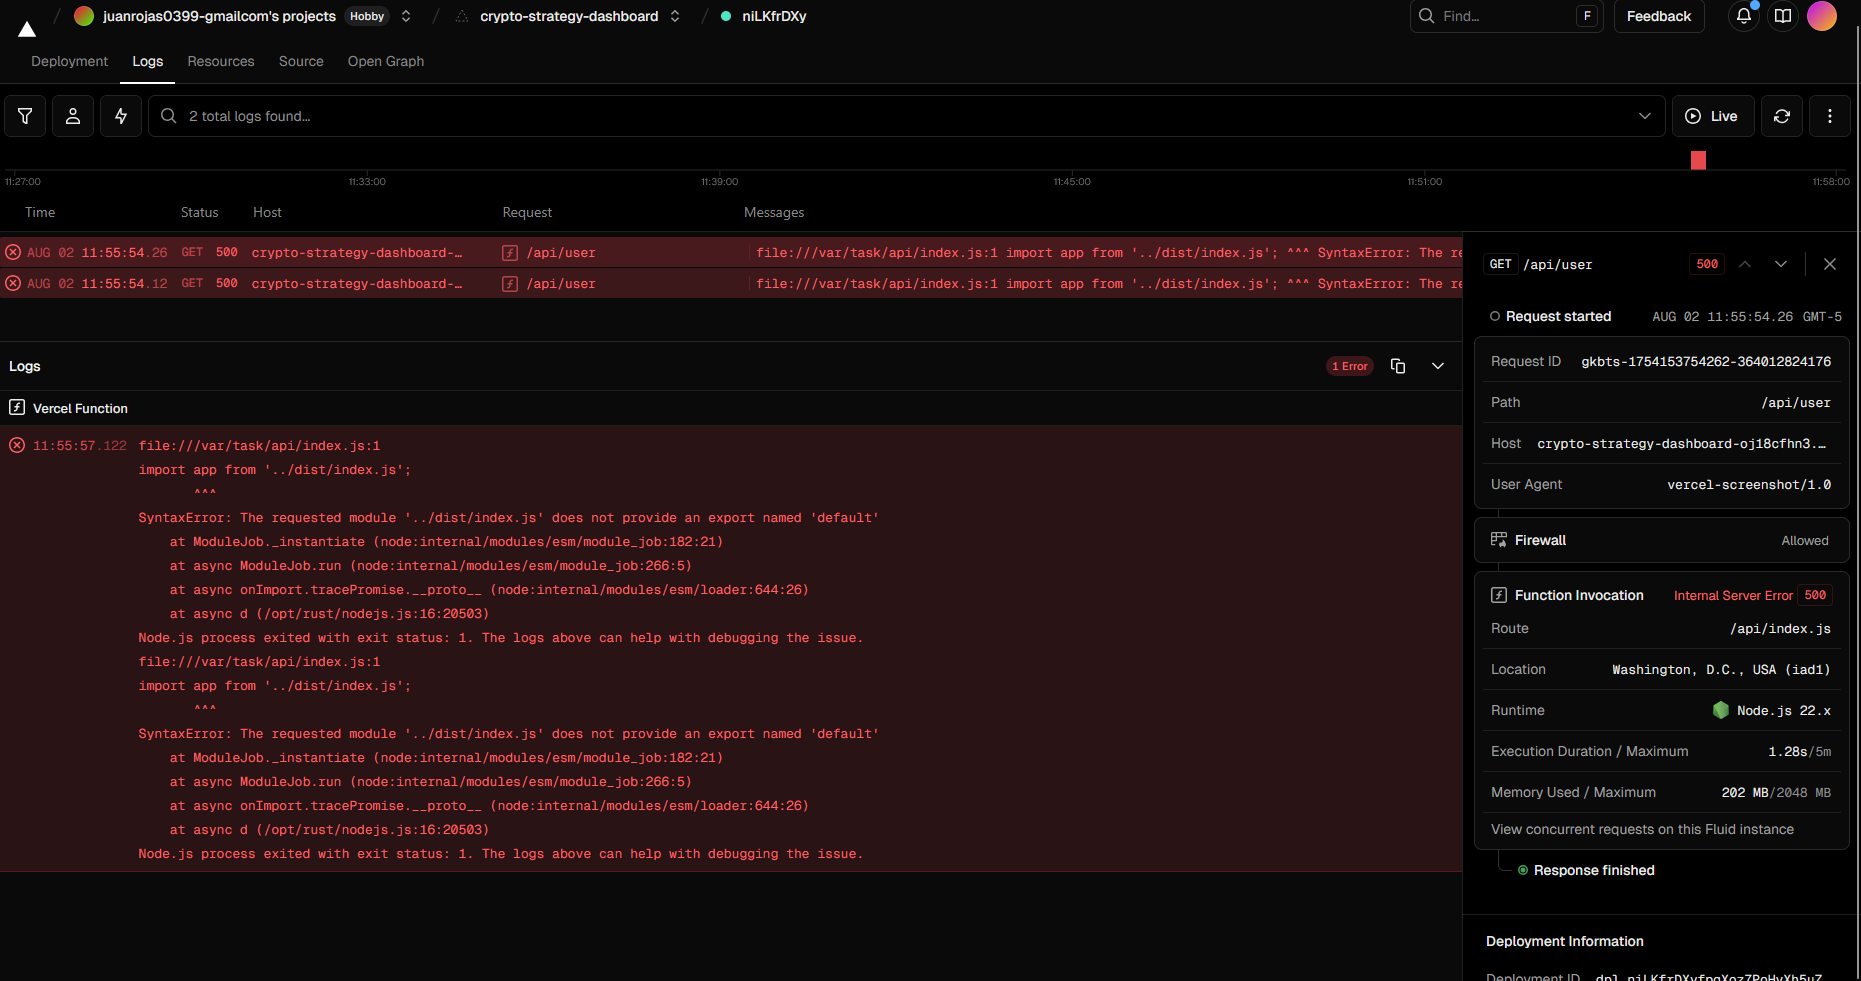 juanrojas0399-gmailcom's projects Hobby / crypto-strategy-dashboard / niLKfrDXy
Find... F Feedback
Deployment Logs Resources Source Open Graph
2 total logs found...
Live
11:27:00 11:33:00 11:39:00 11:45:00 11:51:00 11:58:00
Time Status Host Request Messages
AUG 02 11:55:54.26 GET 500 crypto-strategy-dashboard-… /api/user file:///var/task/api/index.js:1 import app from '../dist/index.js'; ^^^ SyntaxError: The re
AUG 02 11:55:54.12 GET 500 crypto-strategy-dashboard-… /api/user file:///var/task/api/index.js:1 import app from '../dist/index.js'; ^^^ SyntaxError: The re
Logs 1 Error
Vercel Function
11:55:57.122 file:///var/task/api/index.js:1
import app from '../dist/index.js';
^^^
SyntaxError: The requested module '../dist/index.js' does not provide an export named 'default'
at ModuleJob._instantiate (node:internal/modules/esm/module_job:182:21)
at async ModuleJob.run (node:internal/modules/esm/module_job:266:5)
at async onImport.tracePromise.__proto__ (node:internal/modules/esm/loader:644:26)
at async d (/opt/rust/nodejs.js:16:20503)
Node.js process exited with exit status: 1. The logs above can help with debugging the issue.
file:///var/task/api/index.js:1
import app from '../dist/index.js';
^^^
SyntaxError: The requested module '../dist/index.js' does not provide an export named 'default'
at ModuleJob._instantiate (node:internal/modules/esm/module_job:182:21)
at async ModuleJob.run (node:internal/modules/esm/module_job:266:5)
at async onImport.tracePromise.__proto__ (node:internal/modules/esm/loader:644:26)
at async d (/opt/rust/nodejs.js:16:20503)
Node.js process exited with exit status: 1. The logs above can help with debugging the issue.
GET /api/user 500
Request started AUG 02 11:55:54.26 GMT-5
Request ID gkbts-1754153754262-364012824176
Path /api/user
Host crypto-strategy-dashboard-oj18cfhn3.…
User Agent vercel-screenshot/1.0
Firewall Allowed
Function Invocation Internal Server Error 500
Route /api/index.js
Location Washington, D.C., USA (iad1)
Runtime Node.js 22.x
Execution Duration / Maximum 1.28s/5m
Memory Used / Maximum 202 MB/2048 MB
View concurrent requests on this Fluid instance
Response finished
Deployment Information
Deployment ID